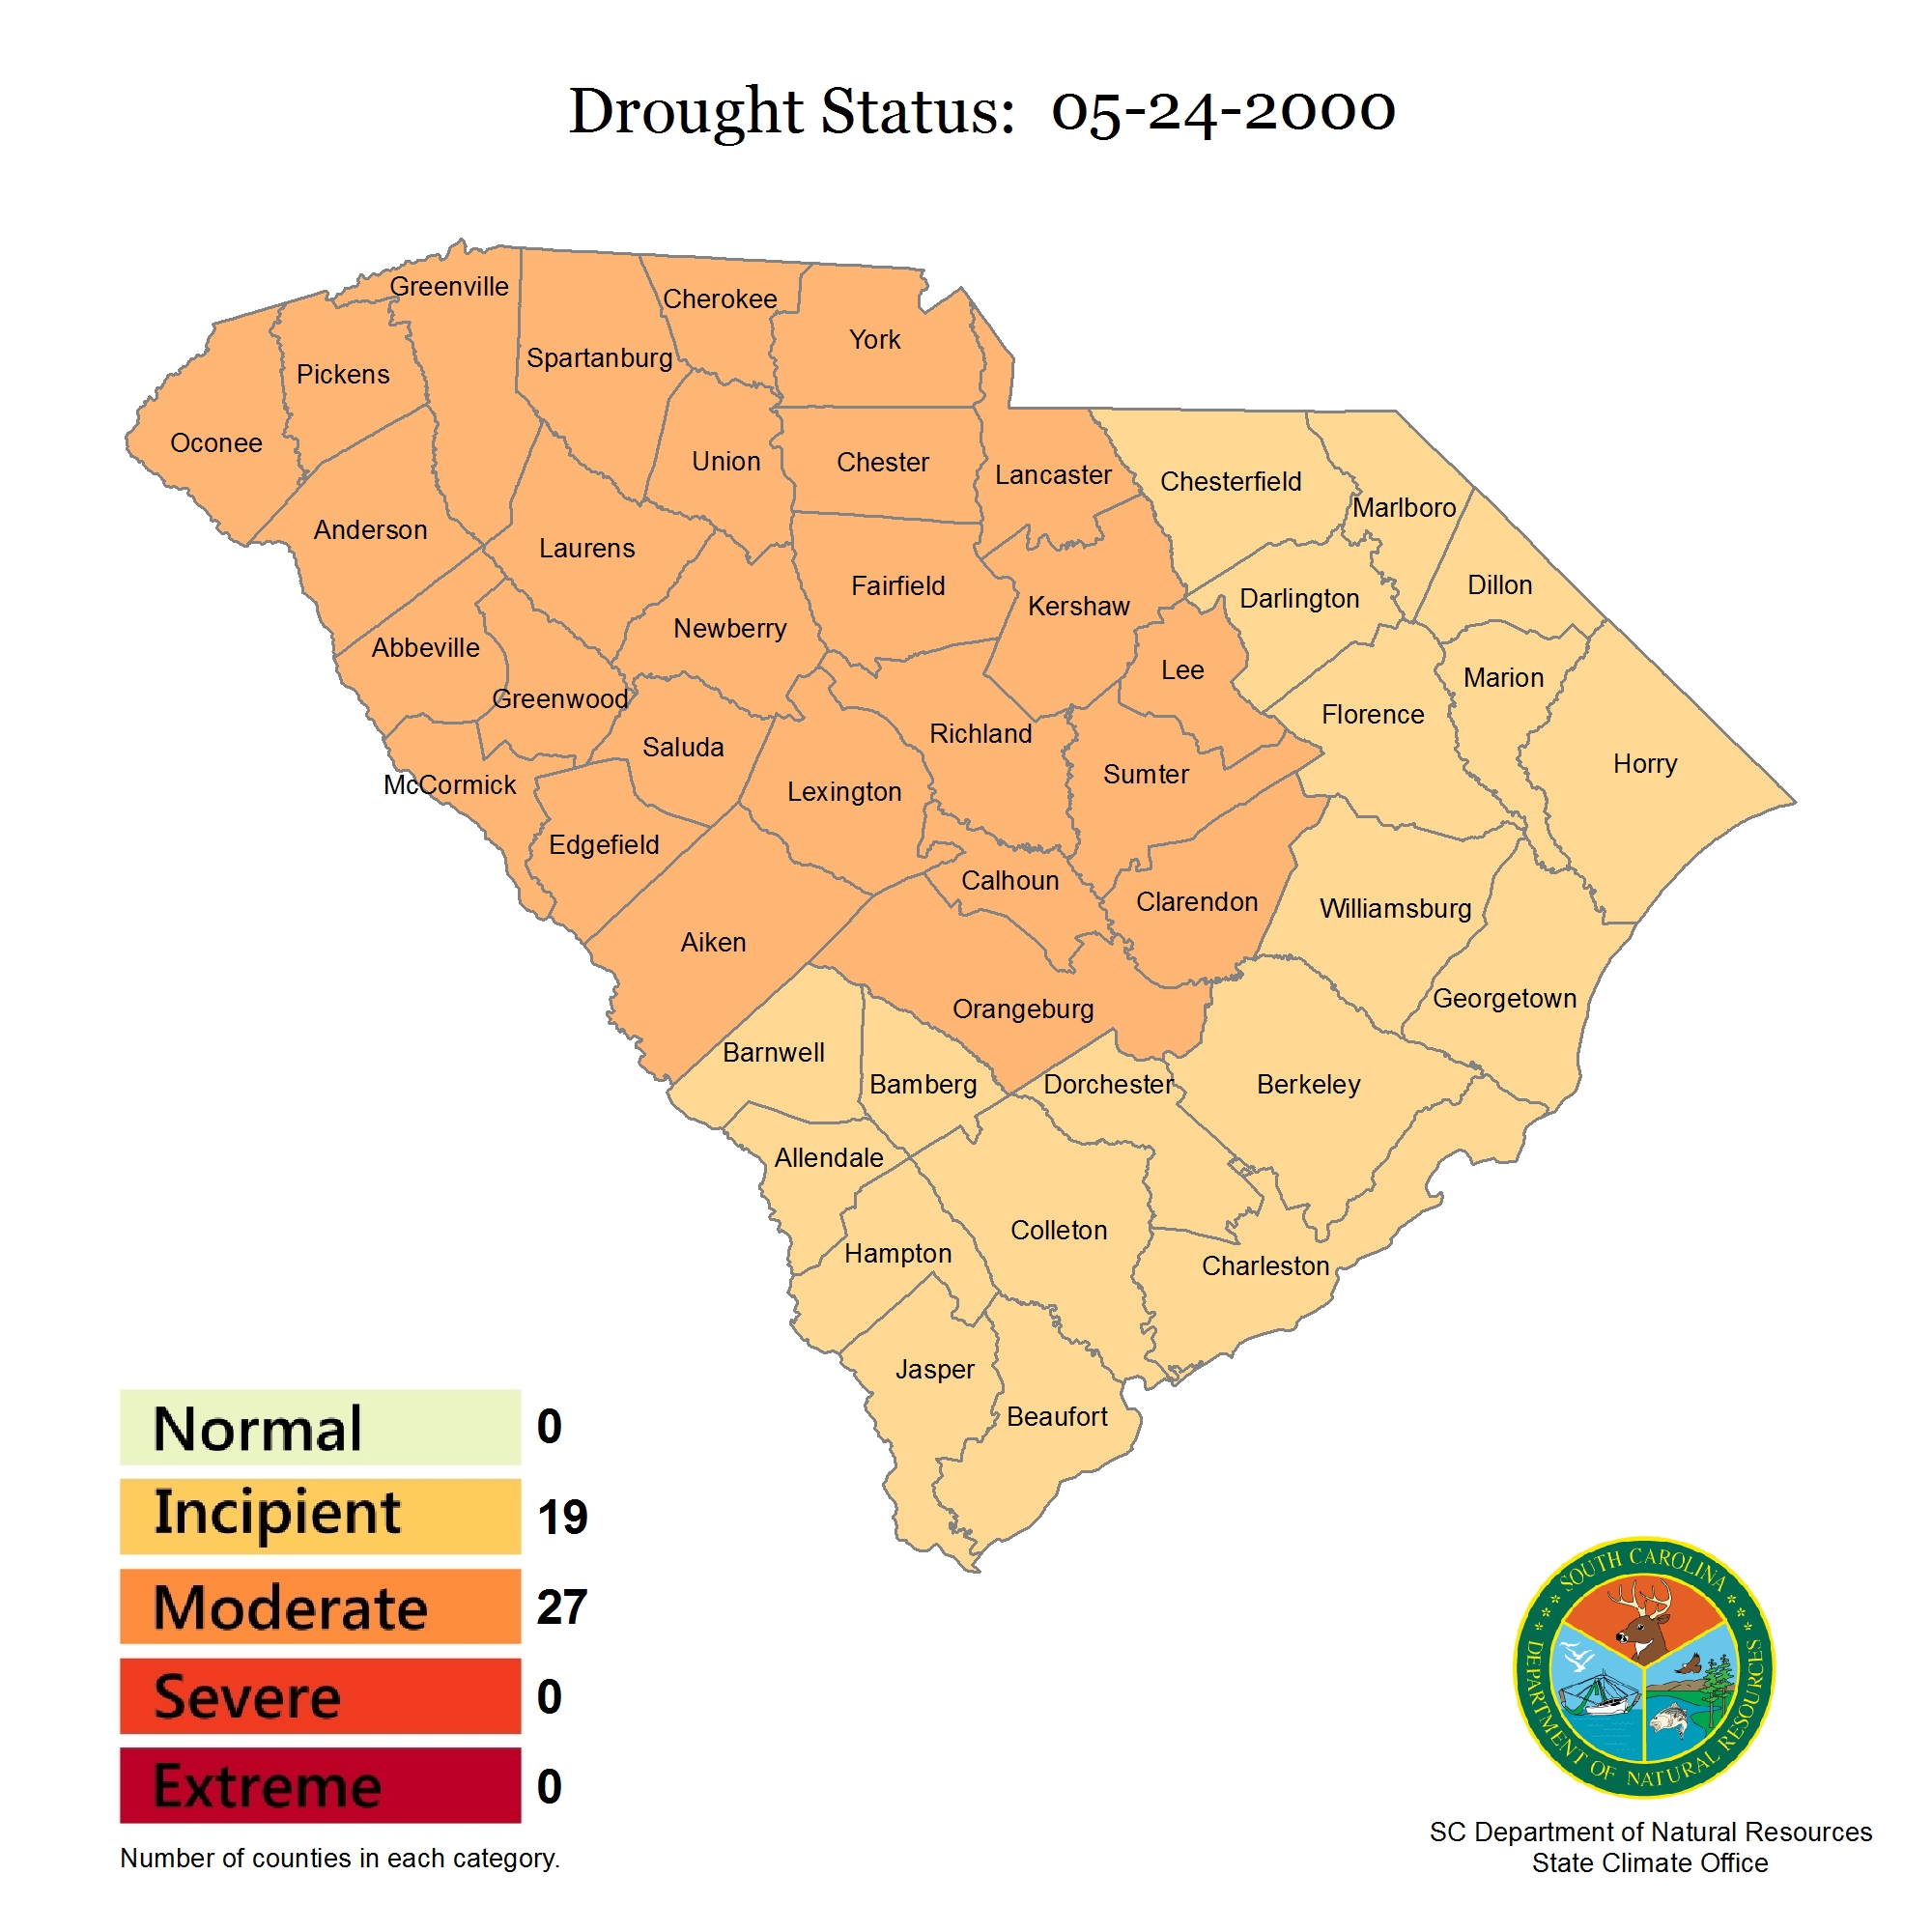 Drought Status: 05-24-2000
Greenville
Cherokee
York
Spartanburg
Pickens
Oconee
Union
Chester
Lancaster
Chesterfield
Marlboro
Anderson
Laurens
Fairfield
Kershaw
Darlington
Dillon
Newberry
Abbeville
Lee
Marion
Greenwood
Florence
Richland
Saluda
Horry
Sumter
McCormick
Lexington
Edgefield
Calhoun
Clarendon
Williamsburg
Aiken
Georgetown
Orangeburg
Barnwell
Bamberg
Dorchester
Berkeley
Allendale
Colleton
Hampton
Charleston
Jasper
Beaufort
Normal 0
Incipient 19
Moderate 27
Severe 0
Extreme 0
Number of counties in each category.
SOUTH CAROLINA
DEPARTMENT OF NATURAL RESOURCES
SC Department of Natural Resources
State Climate Office